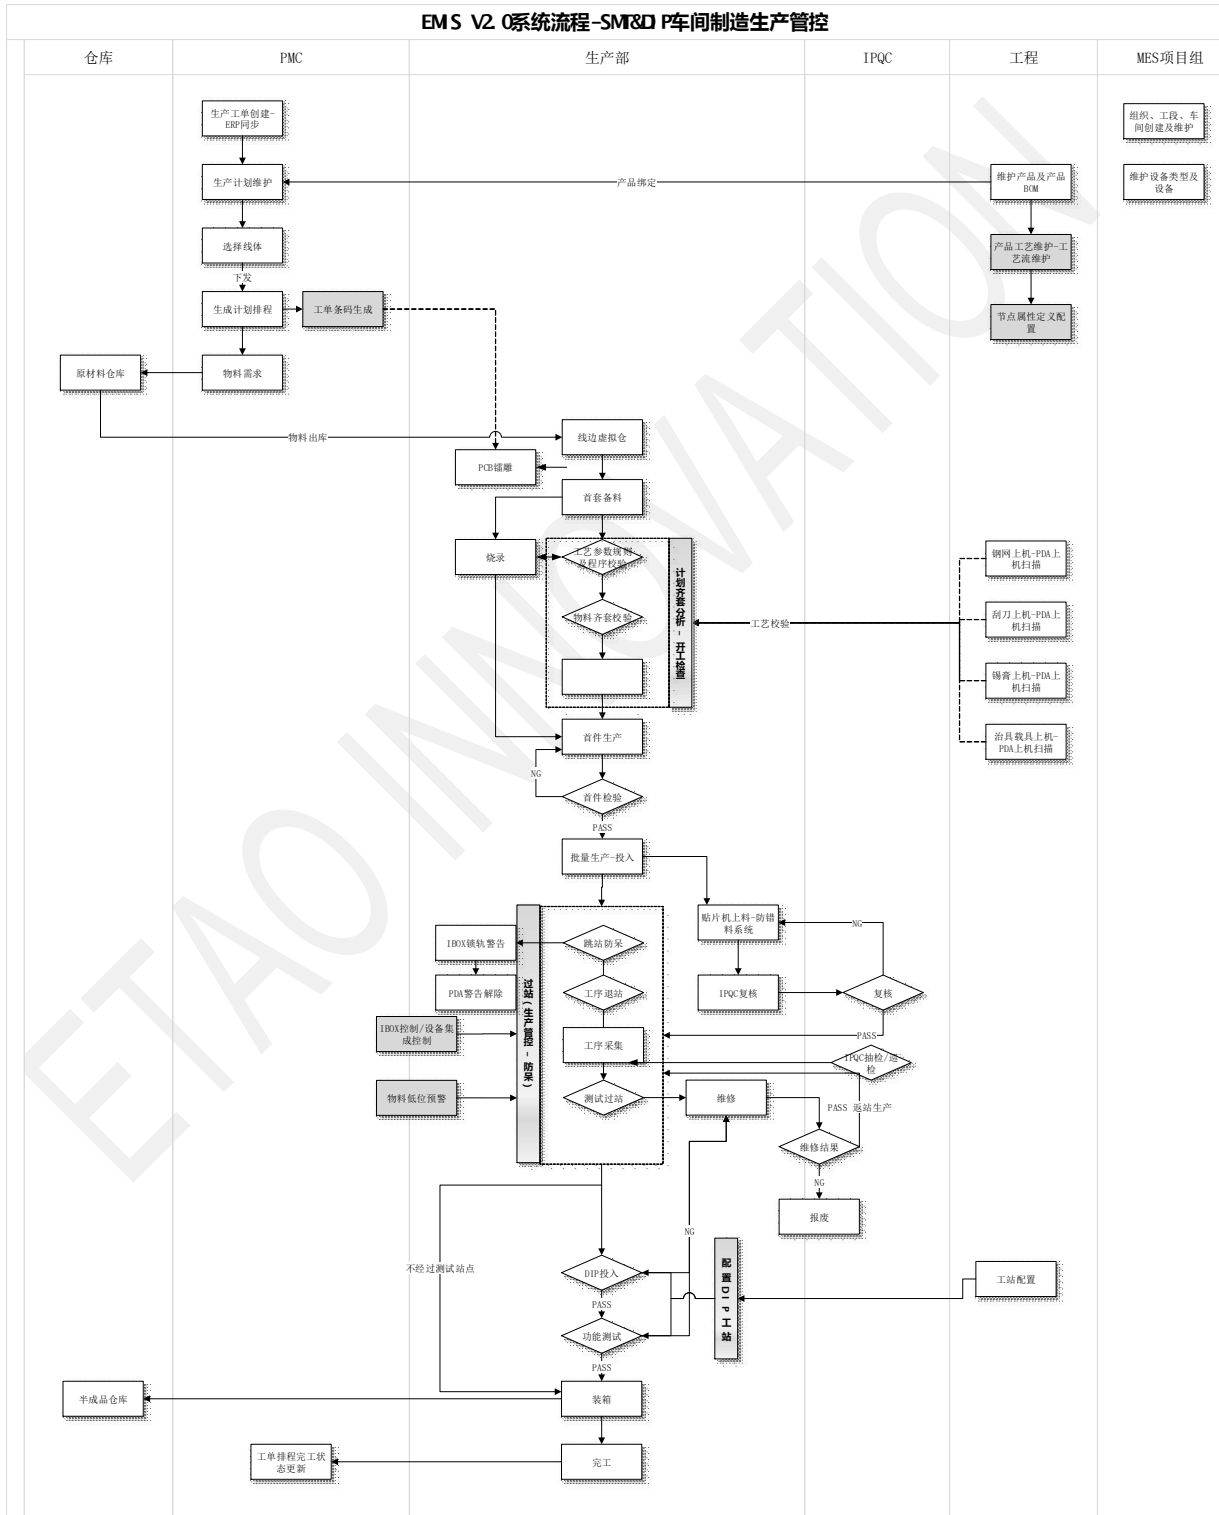 EMS V2.0系统流程-SMT&DIP车间制造生产管控
仓库
PMC
生产部
IPQC
工程
MES项目组
生产工单创建-
ERP同步
组织、工段、车
间创建及维护
生产计划维护
产品绑定
维护产品及产品
BOM
维护设备类型及
设备
选择线体
产品工艺维护-工
艺流维护
下发
生成计划排程
工单条码生成
节点属性定义配
置
原材料仓库
物料需求
物料出库
线边虚拟仓
PCB镭雕
首套备料
烧录
工艺参数规则
及程序校验
钢网上机-PDA上
机扫描
计划齐套分析-开工检查
物料齐套校验
工艺校验
刮刀上机-PDA上
机扫描
锡膏上机-PDA上
机扫描
首件生产
治具载具上机-
PDA上机扫描
NG
首件检验
PASS
批量生产-投入
贴片机上料-防错
料系统
NG
IBOX锁轨警告
跳站防呆
过站(生产管控-防呆)
PDA警告解除
工序退站
IPQC复核
复核
IBOX控制/设备集
成控制
工序采集
PASS
IPQC抽检/巡
检
物料低位预警
测试过站
维修
PASS 返站生产
维修结果
NG
报废
NG
不经过测试站点
DIP投入
配置DIP工站
工站配置
PASS
功能测试
PASS
半成品仓库
装箱
工单排程完工状
态更新
完工
ETAO INNOVATION